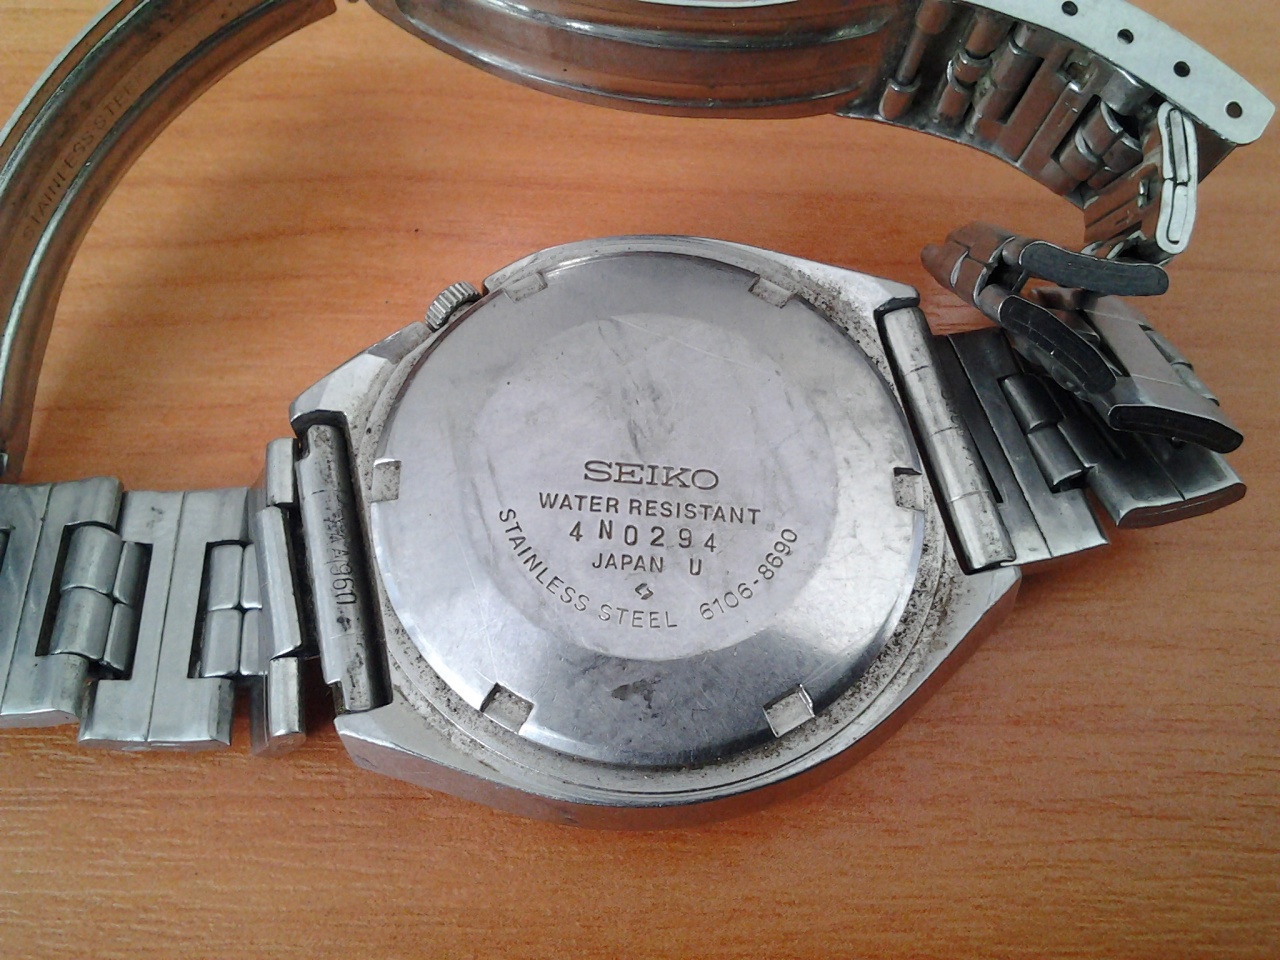 STAINLESS STEEL
SEIKO
WATER RESISTANT
4N0294
JAPAN U
STAINLESS STEEL 6106-8690